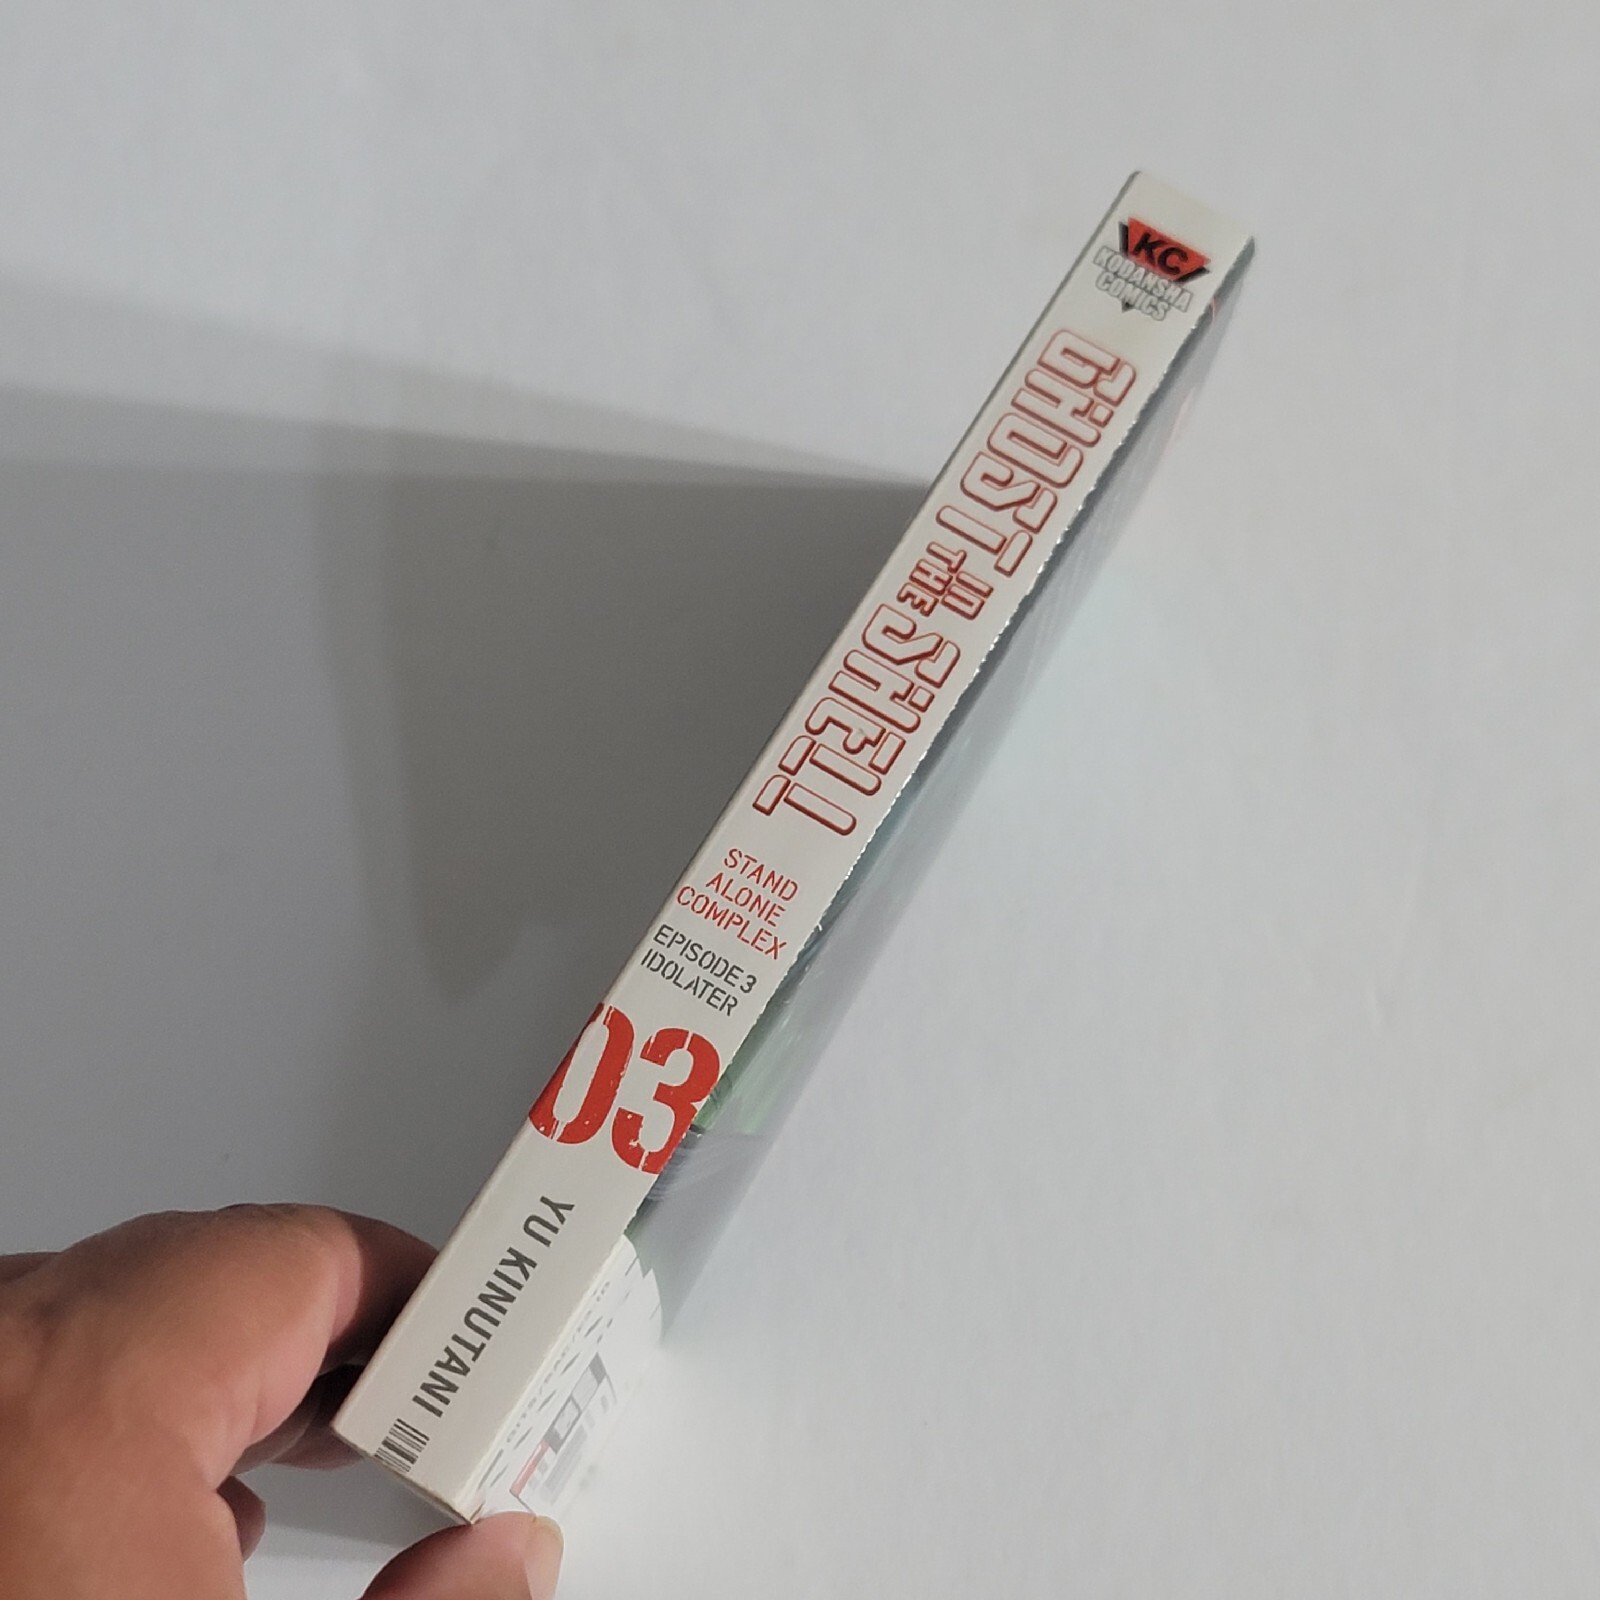 KC
KODANSHA
COMICS
GHOST IN THE SHELL
STAND
ALONE
COMPLEX
EPISODE 3
IDOLATER
03
YU KINUTANI